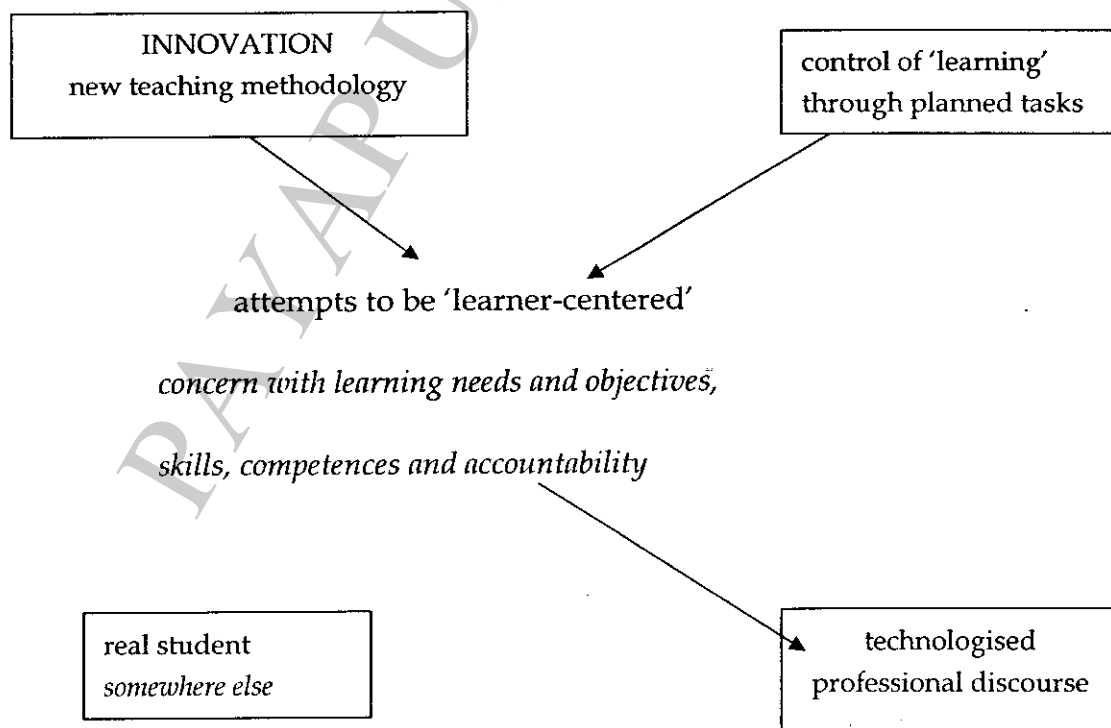 INNOVATION
new teaching methodology
control of ‘learning’
through planned tasks
attempts to be ‘learner-centered’
concern with learning needs and objectives,
skills, competences and accountability
real student
somewhere else
technologised
professional discourse
PAYAP U